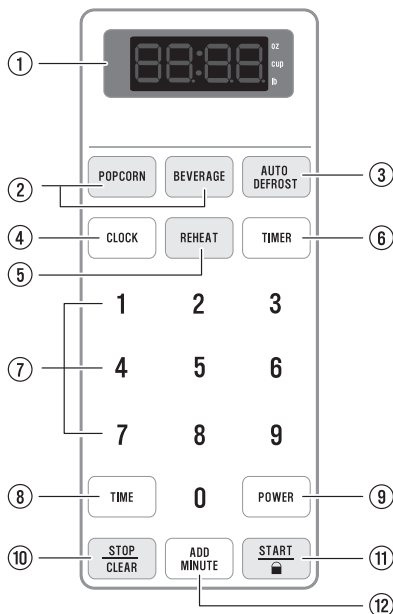 ① 88:88 oz
cup
lb
② POPCORN BEVERAGE AUTO DEFROST ③
④ CLOCK REHEAT TIMER ⑥
⑤
1 2 3
⑦ 4 5 6
7 8 9
⑧ TIME 0 POWER ⑨
⑩ STOP CLEAR ADD MINUTE START ⑪
⑫